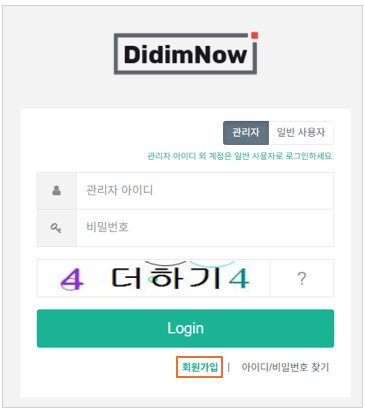 DidimNow
관리자 일반 사용자
관리자 아이디 외 계정은 일반 사용자로 로그인하세요.
관리자 아이디
비밀번호
4 더하기 4 ?
Login
회원가입 | 아이디/비밀번호 찾기